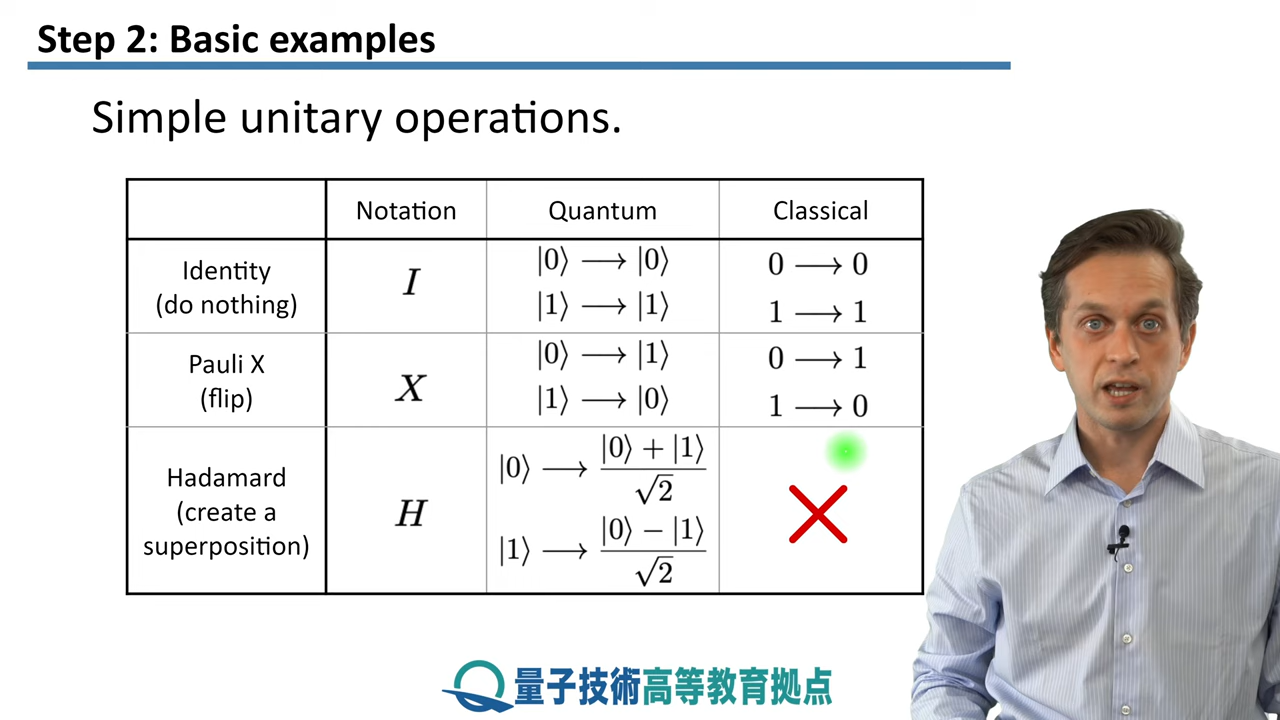 Step 2: Basic examples
Simple unitary operations.
Notation Quantum Classical
Identity
(do nothing)
I
|0⟩ ⟶ |0⟩
|1⟩ ⟶ |1⟩
0 ⟶ 0
1 ⟶ 1
Pauli X
(flip)
X
|0⟩ ⟶ |1⟩
|1⟩ ⟶ |0⟩
0 ⟶ 1
1 ⟶ 0
Hadamard
(create a
superposition)
H
|0⟩ ⟶ (|0⟩ + |1⟩)/√2
|1⟩ ⟶ (|0⟩ − |1⟩)/√2
量子技術高等教育拠点